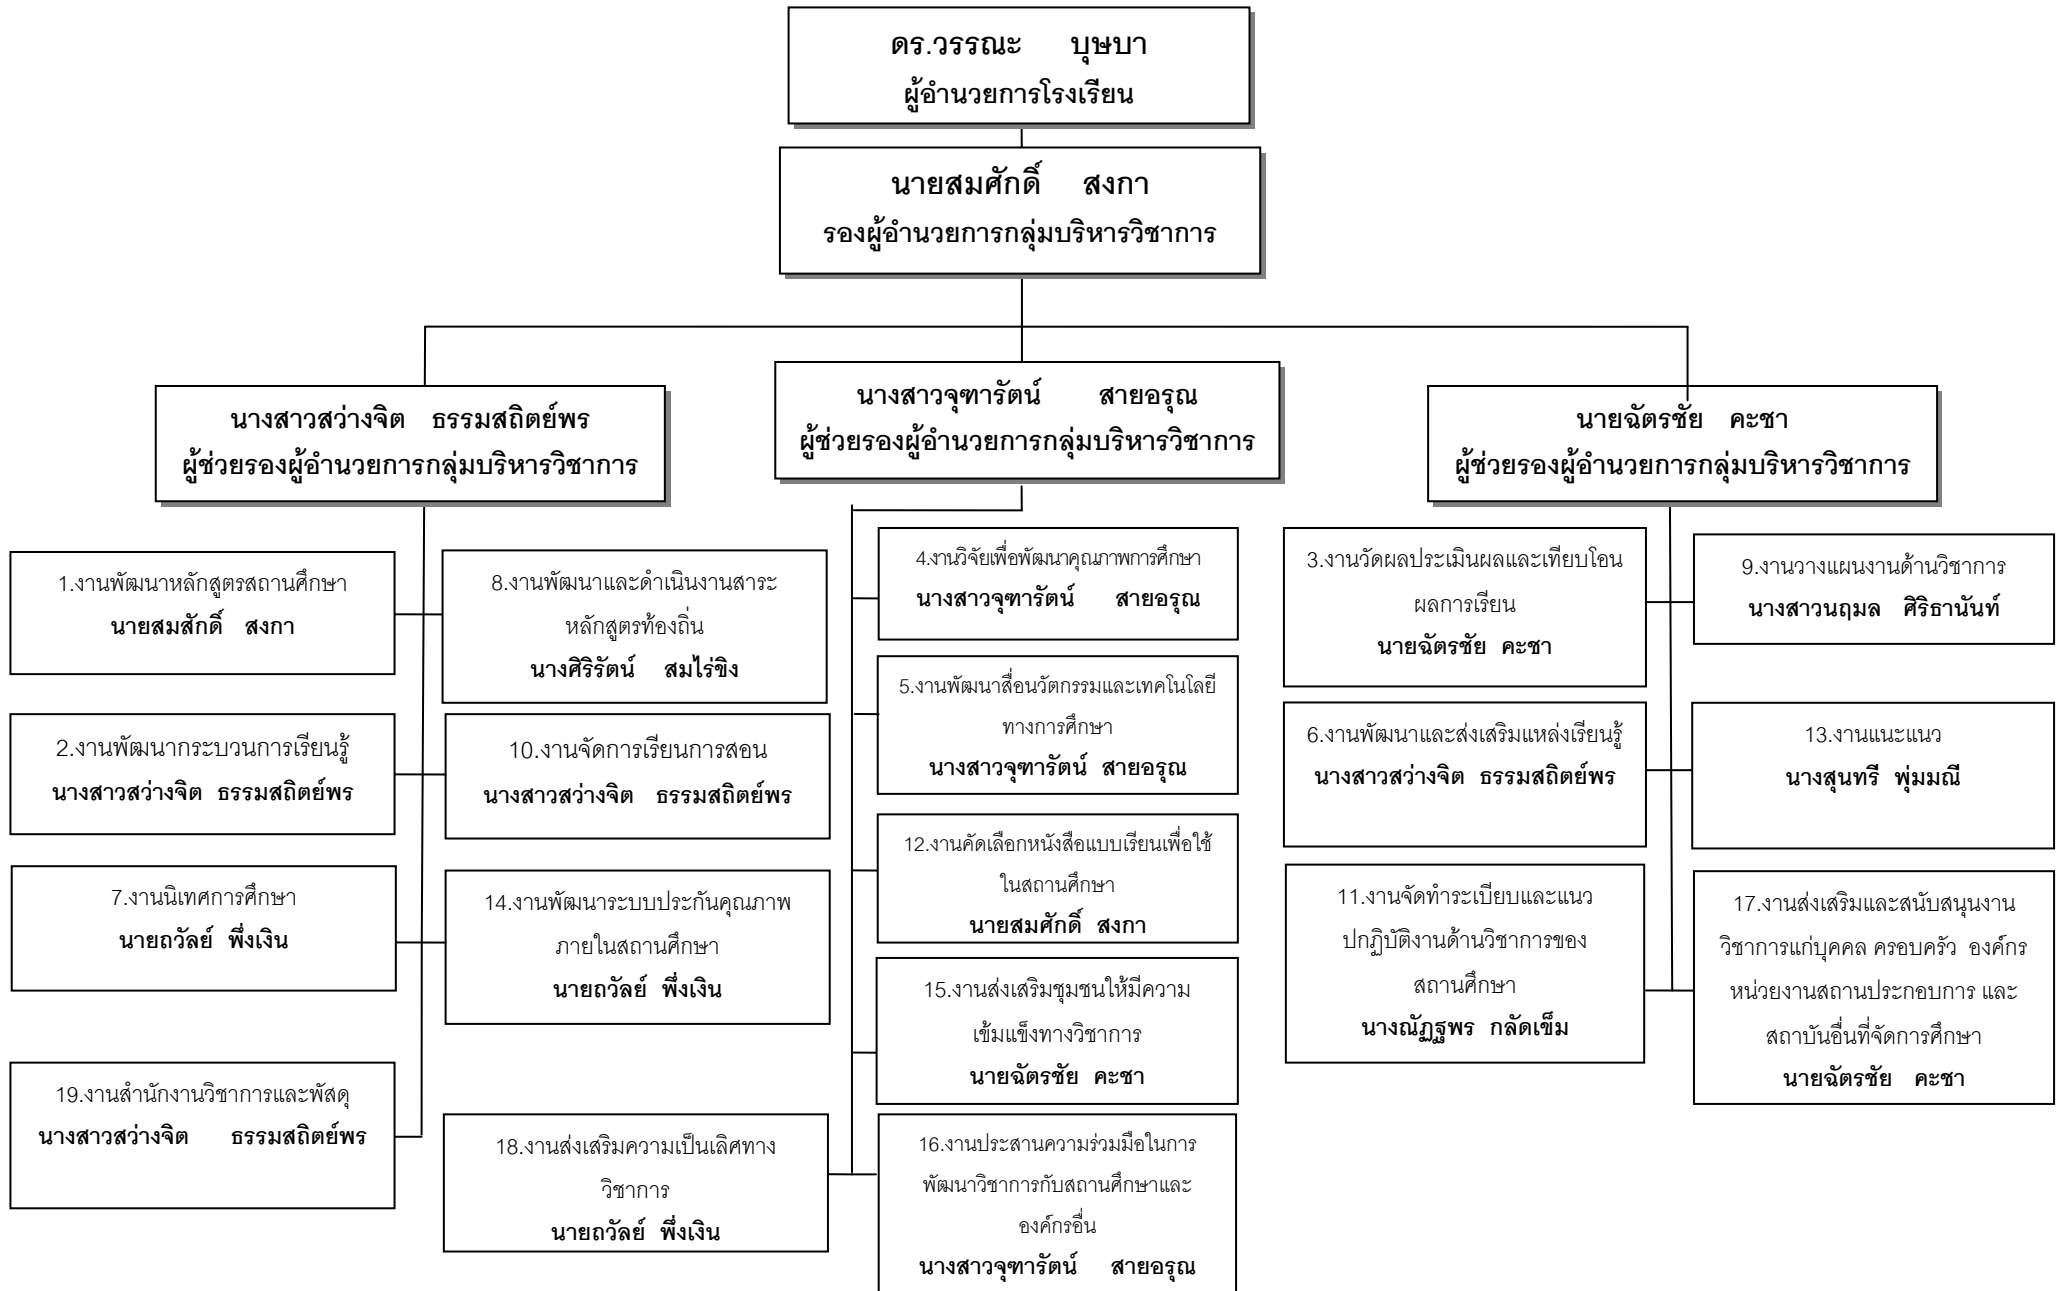 ดร.วรรณะ บุษบา
ผู้อำนวยการโรงเรียน
นายสมศักดิ์ สงกา
รองผู้อำนวยการกลุ่มบริหารวิชาการ
นางสาวสว่างจิต ธรรมสถิตย์พร
ผู้ช่วยรองผู้อำนวยการกลุ่มบริหารวิชาการ
นางสาวจุฑารัตน์ สายอรุณ
ผู้ช่วยรองผู้อำนวยการกลุ่มบริหารวิชาการ
นายฉัตรชัย คะชา
ผู้ช่วยรองผู้อำนวยการกลุ่มบริหารวิชาการ
1.งานพัฒนาหลักสูตรสถานศึกษา
นายสมสักดิ์ สงกา
8.งานพัฒนาและดำเนินงานสาระ
หลักสูตรท้องถิ่น
นางศิริรัตน์ สมไร่ขิง
2.งานพัฒนากระบวนการเรียนรู้
นางสาวสว่างจิต ธรรมสถิตย์พร
10.งานจัดการเรียนการสอน
นางสาวสว่างจิต ธรรมสถิตย์พร
7.งานนิเทศการศึกษา
นายถวัลย์ พึ่งเงิน
14.งานพัฒนาระบบประกันคุณภาพ
ภายในสถานศึกษา
นายถวัลย์ พึ่งเงิน
19.งานสำนักงานวิชาการและพัสดุ
นางสาวสว่างจิต ธรรมสถิตย์พร
18.งานส่งเสริมความเป็นเลิศทาง
วิชาการ
นายถวัลย์ พึ่งเงิน
4.งานวิจัยเพื่อพัฒนาคุณภาพการศึกษา
นางสาวจุฑารัตน์ สายอรุณ
5.งานพัฒนาสื่อนวัตกรรมและเทคโนโลยี
ทางการศึกษา
นางสาวจุฑารัตน์ สายอรุณ
12.งานคัดเลือกหนังสือแบบเรียนเพื่อใช้
ในสถานศึกษา
นายสมศักดิ์ สงกา
15.งานส่งเสริมชุมชนให้มีความ
เข้มแข็งทางวิชาการ
นายฉัตรชัย คะชา
16.งานประสานความร่วมมือในการ
พัฒนาวิชาการกับสถานศึกษาและ
องค์กรอื่น
นางสาวจุฑารัตน์ สายอรุณ
3.งานวัดผลประเมินผลและเทียบโอน
ผลการเรียน
นายฉัตรชัย คะชา
9.งานวางแผนงานด้านวิชาการ
นางสาวนฤมล ศิริธานันท์
6.งานพัฒนาและส่งเสริมแหล่งเรียนรู้
นางสาวสว่างจิต ธรรมสถิตย์พร
13.งานแนะแนว
นางสุนทรี พุ่มมณี
11.งานจัดทำระเบียบและแนว
ปกฏิบัติงานด้านวิชาการของ
สถานศึกษา
นางณัฏฐพร กลัดเข็ม
17.งานส่งเสริมและสนับสนุนงาน
วิชาการแก่บุคคล ครอบครัว องค์กร
หน่วยงานสถานประกอบการ และ
สถาบันอื่นที่จัดการศึกษา
นายฉัตรชัย คะชา